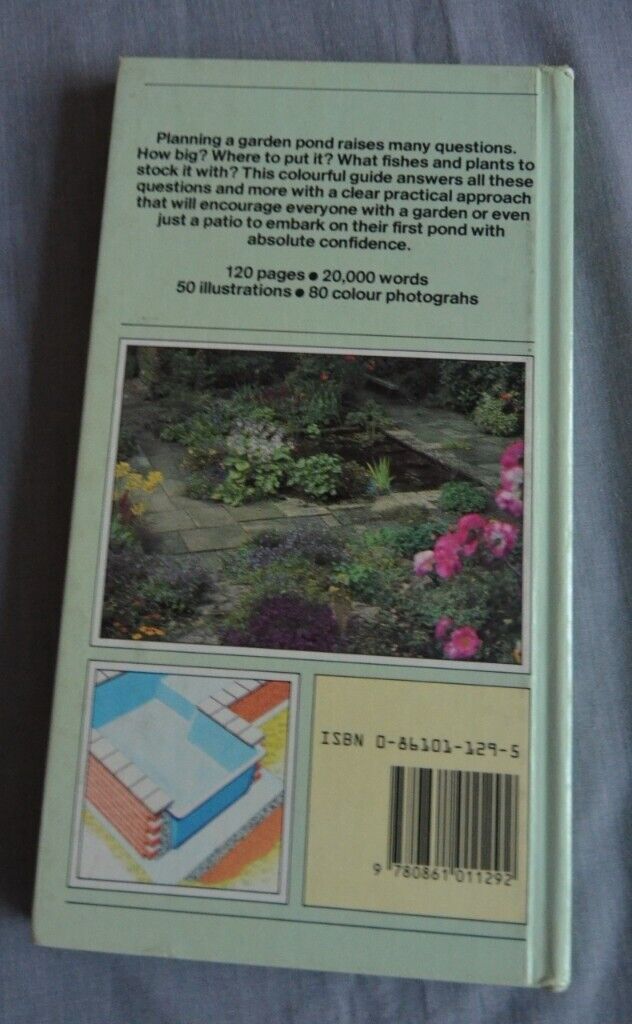 Planning a garden pond raises many questions.
How big? Where to put it? What fishes and plants to
stock it with? This colourful guide answers all these
questions and more with a clear practical approach
that will encourage everyone with a garden or even
just a patio to embark on their first pond with
absolute confidence.
120 pages ● 20,000 words
50 illustrations ● 80 colour photograhs
ISBN 0-86101-129-5
9 780861 011292